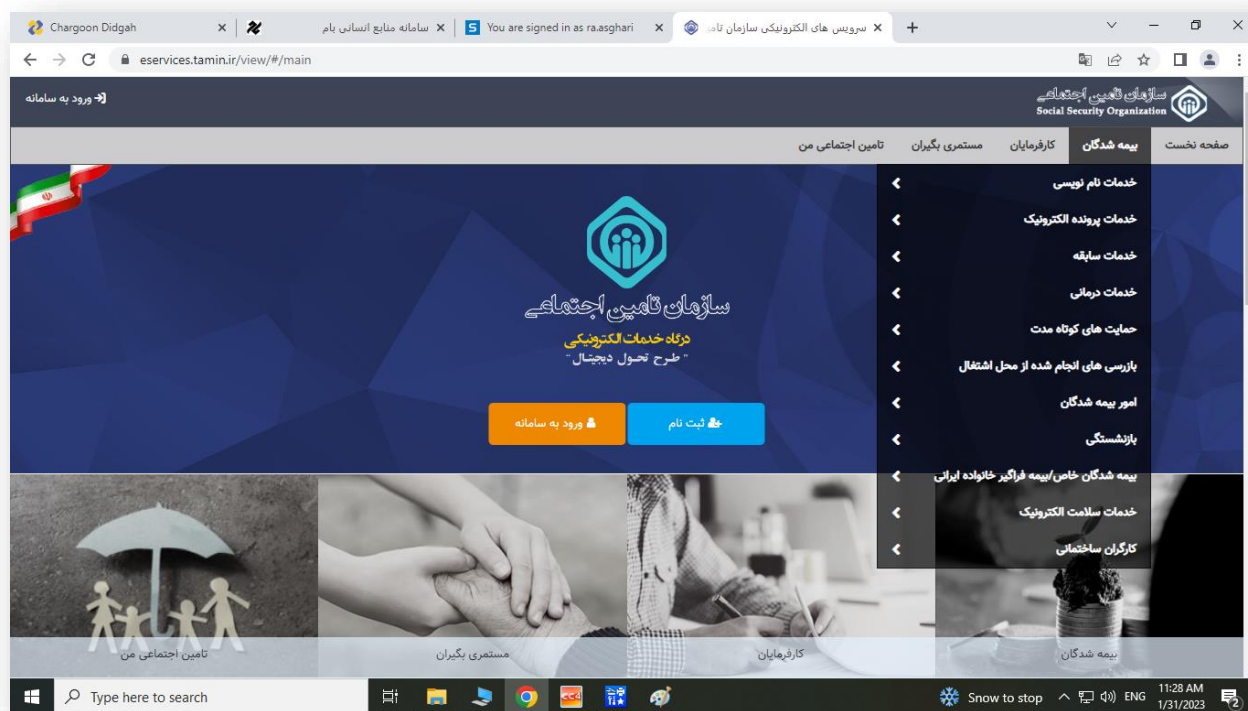 Chargoon Didgah
سامانه منابع انسانی بام
You are signed in as ra.asghari
سرویس های الکترونیکی سازمان تامی
eservices.tamin.ir/view/#/main
سازمان تامین اجتماعی
Social Security Organization
ورود به سامانه
صفحه نخست
بیمه شدگان
کارفرمایان
مستمری بگیران
تامین اجتماعی من
خدمات نام نویسی
خدمات پرونده الکترونیک
خدمات سابقه
خدمات درمانی
حمایت های کوتاه مدت
بازرسی های انجام شده از محل اشتغال
امور بیمه شدگان
بازنشستگی
بیمه شدگان خاص/بیمه فراگیر خانواده ایرانی
خدمات سلامت الکترونیک
کارگران ساختمانی
سازمان تامین اجتماعی
درگاه خدمات الکترونیکی
" طرح تحول دیجیتال "
ثبت نام
ورود به سامانه
بیمه شدگان
کارفرمایان
مستمری بگیران
تامین اجتماعی من
Type here to search
Snow to stop
ENG
11:28 AM
1/31/2023
2